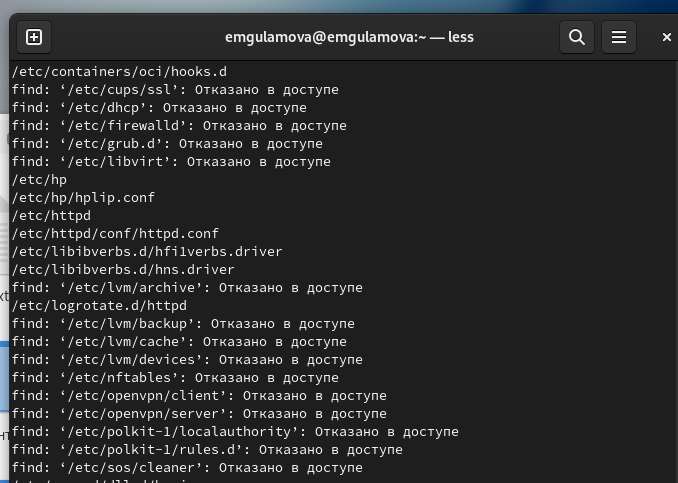 emgulamova@emgulamova:~ — less
/etc/containers/oci/hooks.d
find: ‘/etc/cups/ssl’: Отказано в доступе
find: ‘/etc/dhcp’: Отказано в доступе
find: ‘/etc/firewalld’: Отказано в доступе
find: ‘/etc/grub.d’: Отказано в доступе
find: ‘/etc/libvirt’: Отказано в доступе
/etc/hp
/etc/hp/hplip.conf
/etc/httpd
/etc/httpd/conf/httpd.conf
/etc/libibverbs.d/hfi1verbs.driver
/etc/libibverbs.d/hns.driver
find: ‘/etc/lvm/archive’: Отказано в доступе
/etc/logrotate.d/httpd
find: ‘/etc/lvm/backup’: Отказано в доступе
find: ‘/etc/lvm/cache’: Отказано в доступе
find: ‘/etc/lvm/devices’: Отказано в доступе
find: ‘/etc/nftables’: Отказано в доступе
find: ‘/etc/openvpn/client’: Отказано в доступе
find: ‘/etc/openvpn/server’: Отказано в доступе
find: ‘/etc/polkit-1/localauthority’: Отказано в доступе
find: ‘/etc/polkit-1/rules.d’: Отказано в доступе
find: ‘/etc/sos/cleaner’: Отказано в доступе